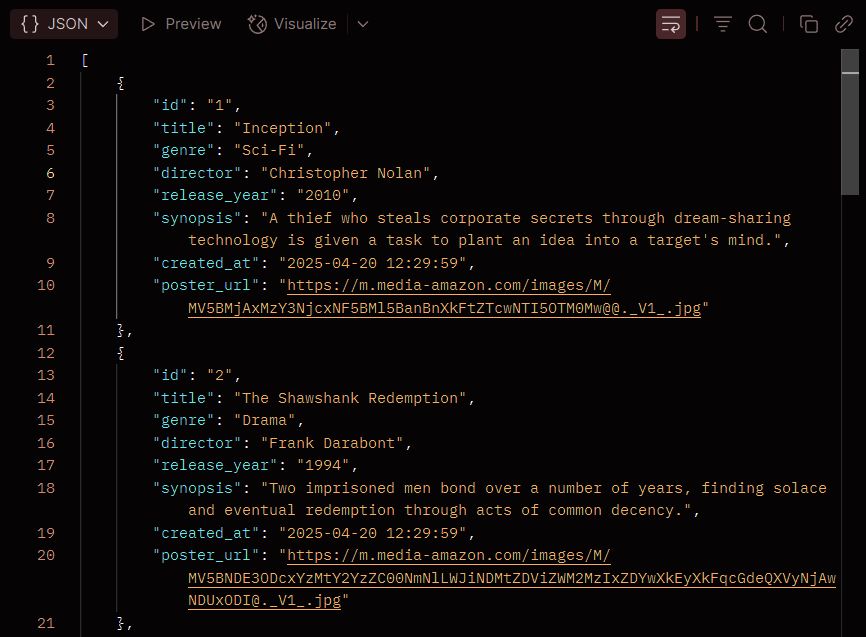 {} JSON Preview Visualize
1 [
2 {
3 "id": "1",
4 "title": "Inception",
5 "genre": "Sci-Fi",
6 "director": "Christopher Nolan",
7 "release_year": "2010",
8 "synopsis": "A thief who steals corporate secrets through dream-sharing
technology is given a task to plant an idea into a target's mind.",
9 "created_at": "2025-04-20 12:29:59",
10 "poster_url": "https://m.media-amazon.com/images/M/
MV5BMjAxMzY3NjcxNF5BMl5BanBnXkFtZTcwNTI5OTM0Mw@@._V1_.jpg"
11 },
12 {
13 "id": "2",
14 "title": "The Shawshank Redemption",
15 "genre": "Drama",
16 "director": "Frank Darabont",
17 "release_year": "1994",
18 "synopsis": "Two imprisoned men bond over a number of years, finding solace
and eventual redemption through acts of common decency.",
19 "created_at": "2025-04-20 12:29:59",
20 "poster_url": "https://m.media-amazon.com/images/M/
MV5BNDE3ODcxYzMtY2YzZC00NmNlLWJiNDMtZDViZWM2MzIxZDYwXkEyXkFqcGdeQXVyNjAw
NDUxODI@._V1_.jpg"
21 },